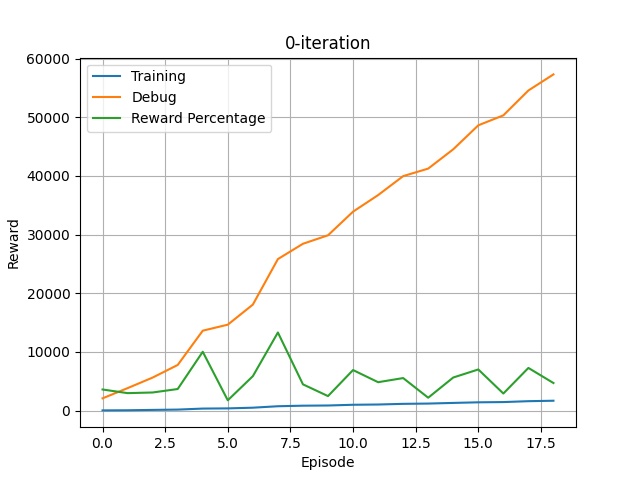 0-iteration
60000
50000
40000
30000
20000
10000
0
Reward
Training
Debug
Reward Percentage
0.0 2.5 5.0 7.5 10.0 12.5 15.0 17.5
Episode